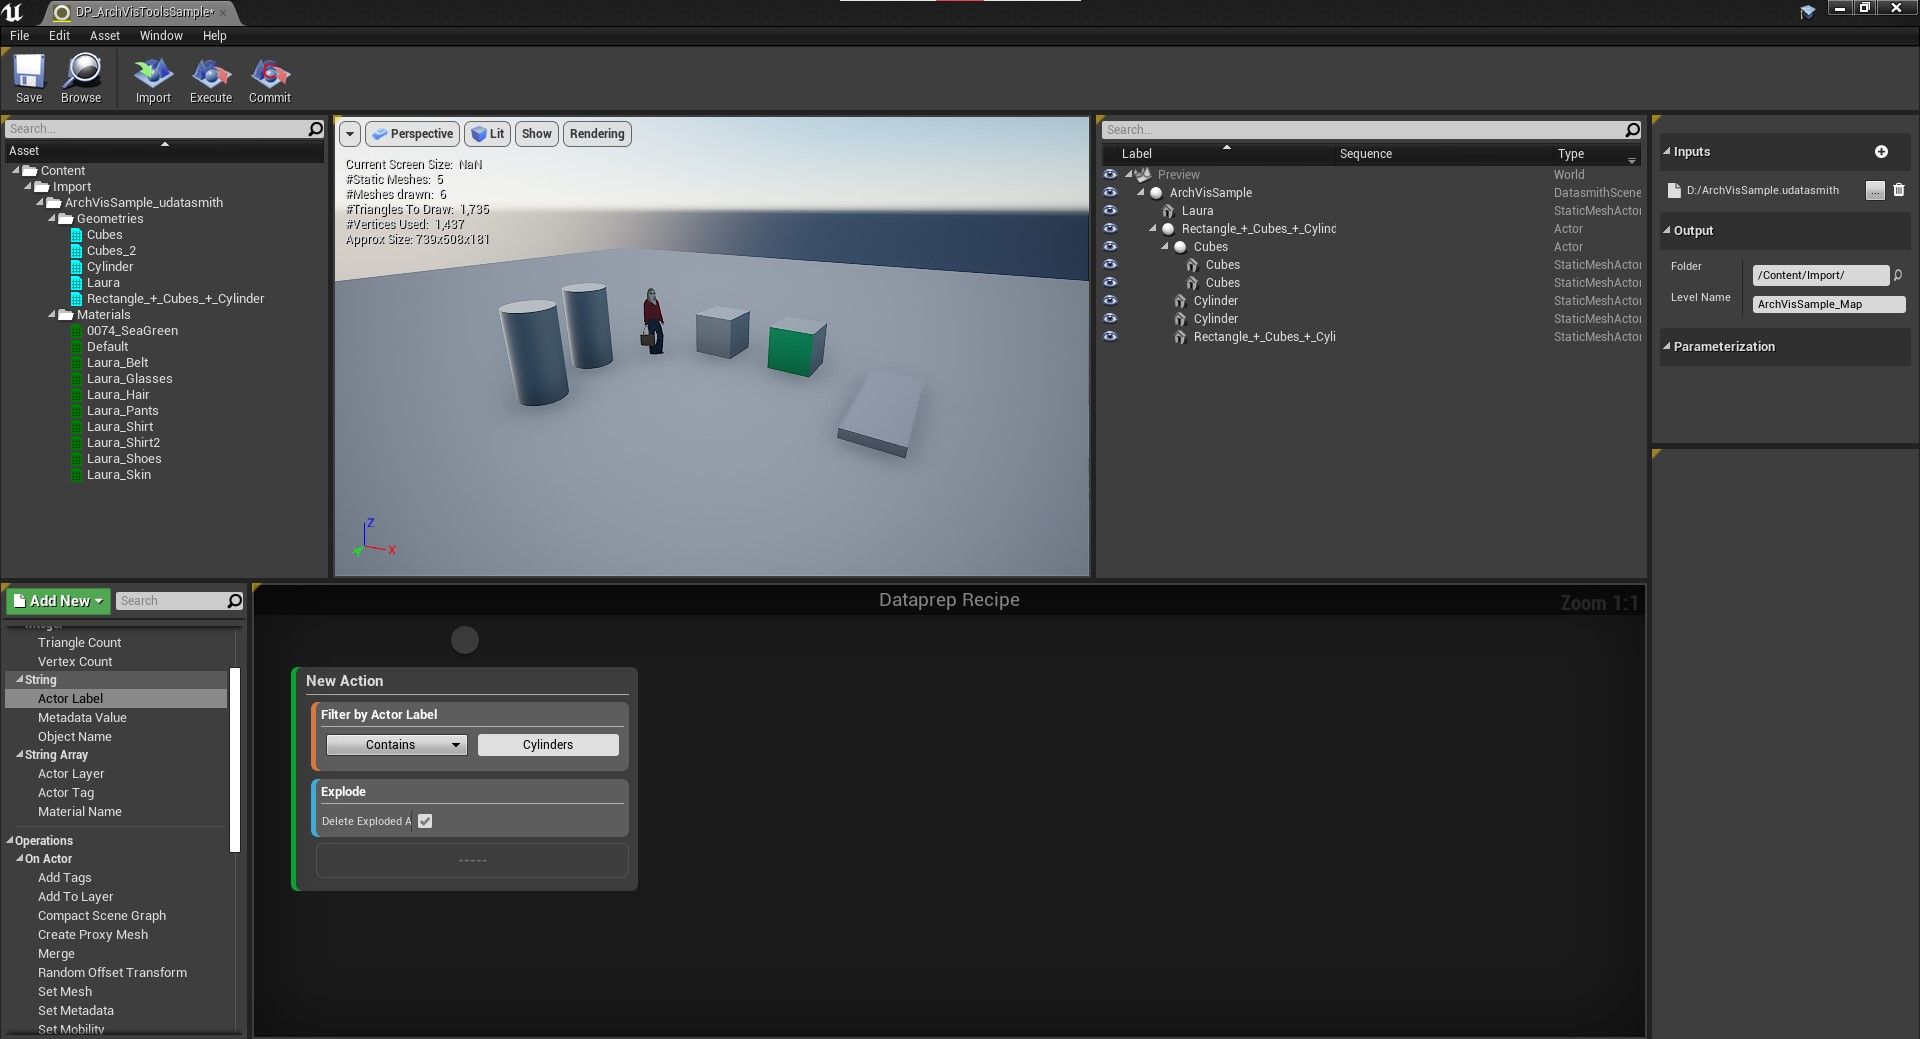 DP_ArchVisToolsSample*
File Edit Asset Window Help
Save Browse Import Execute Commit
Search...
Asset
Content
Import
ArchVisSample_udatasmith
Geometries
Cubes
Cubes_2
Cylinder
Laura
Rectangle_+_Cubes_+_Cylinder
Materials
0074_SeaGreen
Default
Laura_Belt
Laura_Glasses
Laura_Hair
Laura_Pants
Laura_Shirt
Laura_Shirt2
Laura_Shoes
Laura_Skin
Perspective Lit Show Rendering
Current Screen Size: NaN
#Static Meshes: 5
#Meshes drawn: 6
#Triangles To Draw: 1,735
#Vertices Used: 1,437
Approx Size: 739x508x181
Z
X
Search...
Label Sequence Type
Preview World
ArchVisSample DatasmithScene
Laura StaticMeshActor
Rectangle_+_Cubes_+_Cylind Actor
Cubes Actor
Cubes StaticMeshActor
Cubes StaticMeshActor
Cylinder StaticMeshActor
Cylinder StaticMeshActor
Rectangle_+_Cubes_+_Cyli StaticMeshActor
Inputs
D:/ArchVisSample.udatasmith ...
Output
Folder /Content/Import/
Level Name ArchVisSample_Map
Parameterization
Add New Search
Integer
Triangle Count
Vertex Count
String
Actor Label
Metadata Value
Object Name
String Array
Actor Layer
Actor Tag
Material Name
Operations
On Actor
Add Tags
Add To Layer
Compact Scene Graph
Create Proxy Mesh
Merge
Random Offset Transform
Set Mesh
Set Metadata
Set Mobility
Dataprep Recipe
Zoom 1:1
New Action
Filter by Actor Label
Contains Cylinders
Explode
Delete Exploded A
-----